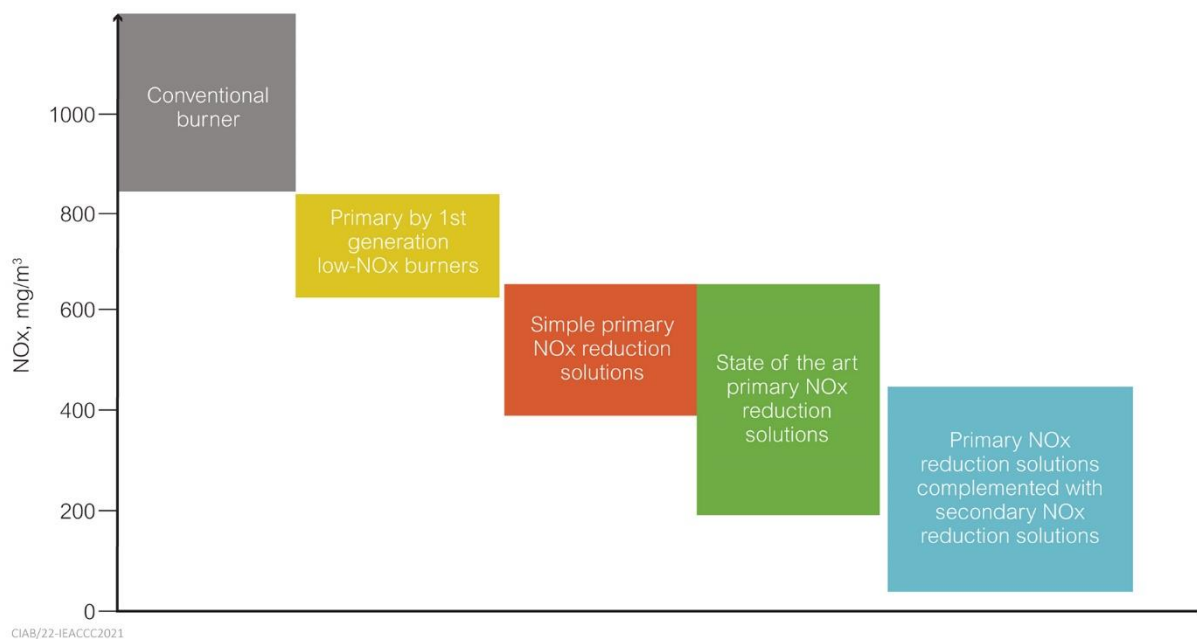 Conventional
burner
1000
800
Primary by 1st
generation
low-NOx burners
NOx, mg/m³
600
Simple primary
NOx reduction
solutions
State of the art
primary NOx
reduction
solutions
400
Primary NOx
reduction solutions
complemented with
secondary NOx
reduction solutions
200
0
CIAB/22-IEACCC2021